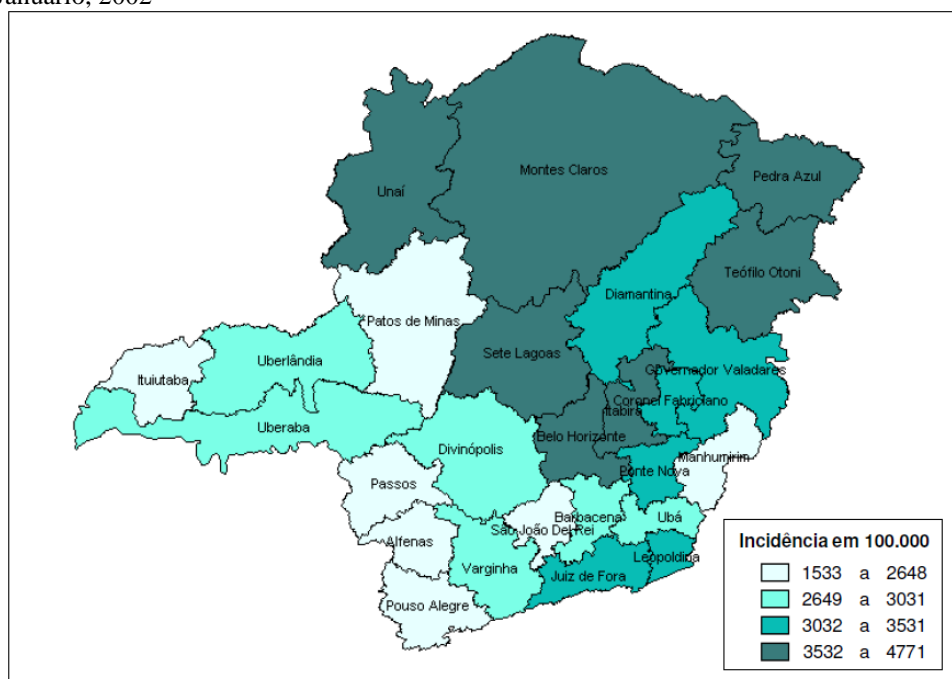 Januário, 2002
Montes Claros
Pedra Azul
Unaí
Teófilo Otoni
Diamantina
Patos de Minas
Sete Lagoas
Uberlândia
Governador Valadares
Ituiutaba
Coronel Fabriciano
Itabira
Uberaba
Belo Horizonte
Divinópolis
Manhumirim
Ponte Nova
Passos
Barbacena
Ubá
São João Del Rei
Alfenas
Leopoldina
Varginha
Juiz de Fora
Pouso Alegre
Incidência em 100.000
1533 a 2648
2649 a 3031
3032 a 3531
3532 a 4771